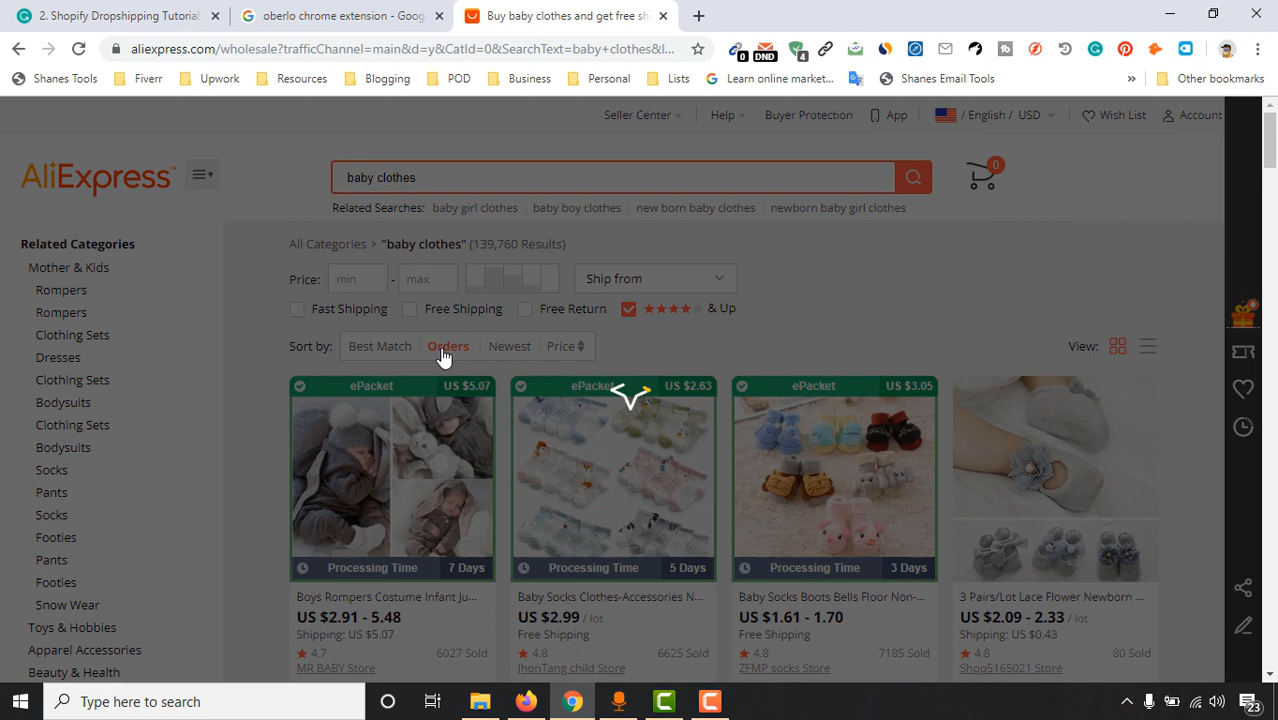 2. Shopify Dropshipping Tutorial
oberlo chrome extension - Goog
Buy baby clothes and get free sh
aliexpress.com/wholesale?trafficChannel=main&d=y&CatId=0&SearchText=baby+clothes&l...
0
DND
4
Shanes Tools
Fiverr
Upwork
Resources
Blogging
POD
Business
Personal
Lists
Learn online market...
Shanes Email Tools
»
Other bookmarks
Seller Center
Help
Buyer Protection
App
/ English / USD
Wish List
Account
AliExpress™
baby clothes
0
Related Searches: baby girl clothes baby boy clothes new born baby clothes newborn baby girl clothes
Related Categories
Mother & Kids
Rompers
Rompers
Clothing Sets
Dresses
Clothing Sets
Bodysuits
Clothing Sets
Bodysuits
Socks
Pants
Socks
Footies
Pants
Footies
Snow Wear
Toys & Hobbies
Apparel Accessories
Beauty & Health
All Categories > "baby clothes" (139,760 Results)
Price: min - max
Ship from
Fast Shipping
Free Shipping
Free Return
& Up
Sort by: Best Match Orders Newest Price
View:
ePacket US $5.07
Processing Time 7 Days
Boys Rompers Costume Infant Ju...
US $2.91 - 5.48
Shipping: US $5.07
4.7 6027 Sold
MR BABY Store
ePacket US $2.63
Processing Time 5 Days
Baby Socks Clothes-Accessories N...
US $2.99 / lot
Free Shipping
4.8 6625 Sold
JhonTang child Store
ePacket US $3.05
Processing Time 3 Days
Baby Socks Boots Bells Floor Non-...
US $1.61 - 1.70
Free Shipping
4.8 7185 Sold
ZFMP socks Store
3 Pairs/Lot Lace Flower Newborn ...
US $2.09 - 2.33 / lot
Shipping: US $0.43
4.8 80 Sold
Shop5165021 Store
Type here to search
23